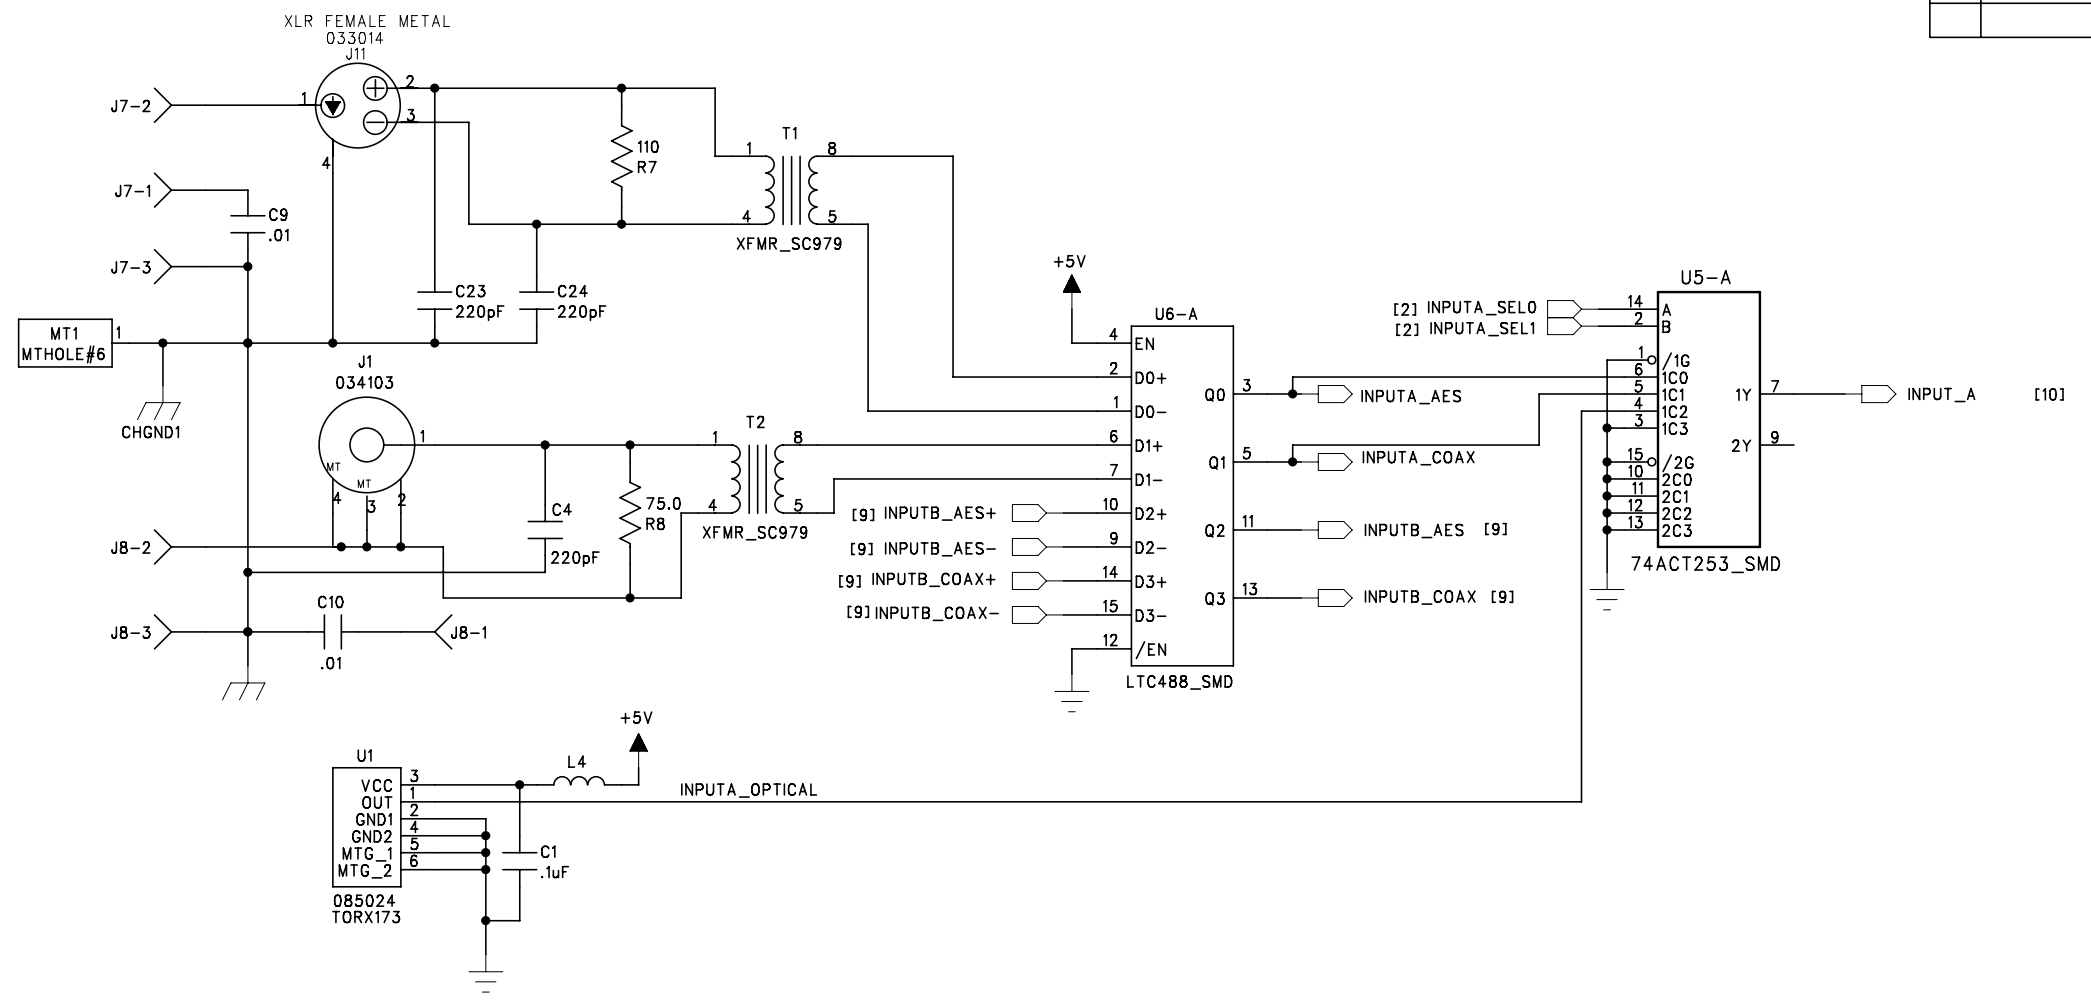 XLR FEMALE METAL
033014
J11
J7-2
1
2
3
4
J7-1
C9
.01
J7-3
MT1
MTHOLE#6
1
CHGND1
110
R7
C23
220pF
C24
220pF
T1
1
8
4
5
XFMR_SC979
J1
034103
1
MT
MT
4
3
2
J8-2
C4
220pF
75.0
R8
T2
1
8
4
5
XFMR_SC979
J8-3
C10
.01
J8-1
+5V
U6-A
4 EN
2 D0+
1 D0-
6 D1+
7 D1-
[9] INPUTB_AES+ 10 D2+
[9] INPUTB_AES- 9 D2-
[9] INPUTB_COAX+ 14 D3+
[9] INPUTB_COAX- 15 D3-
12 /EN
Q0 3 INPUTA_AES
Q1 5 INPUTA_COAX
Q2 11 INPUTB_AES [9]
Q3 13 INPUTB_COAX [9]
LTC488_SMD
U5-A
[2] INPUTA_SEL0 14 A
[2] INPUTA_SEL1 2 B
1 /1G
6 1C0
5 1C1
4 1C2
3 1C3
15 /2G
10 2C0
11 2C1
12 2C2
13 2C3
1Y 7 INPUT_A [10]
2Y 9
74ACT253_SMD
U1
VCC 3
OUT 1
GND1 2
GND2 4
MTG_1 5
MTG_2 6
085024
TORX173
L4
+5V
C1
.1uF
INPUTA_OPTICAL